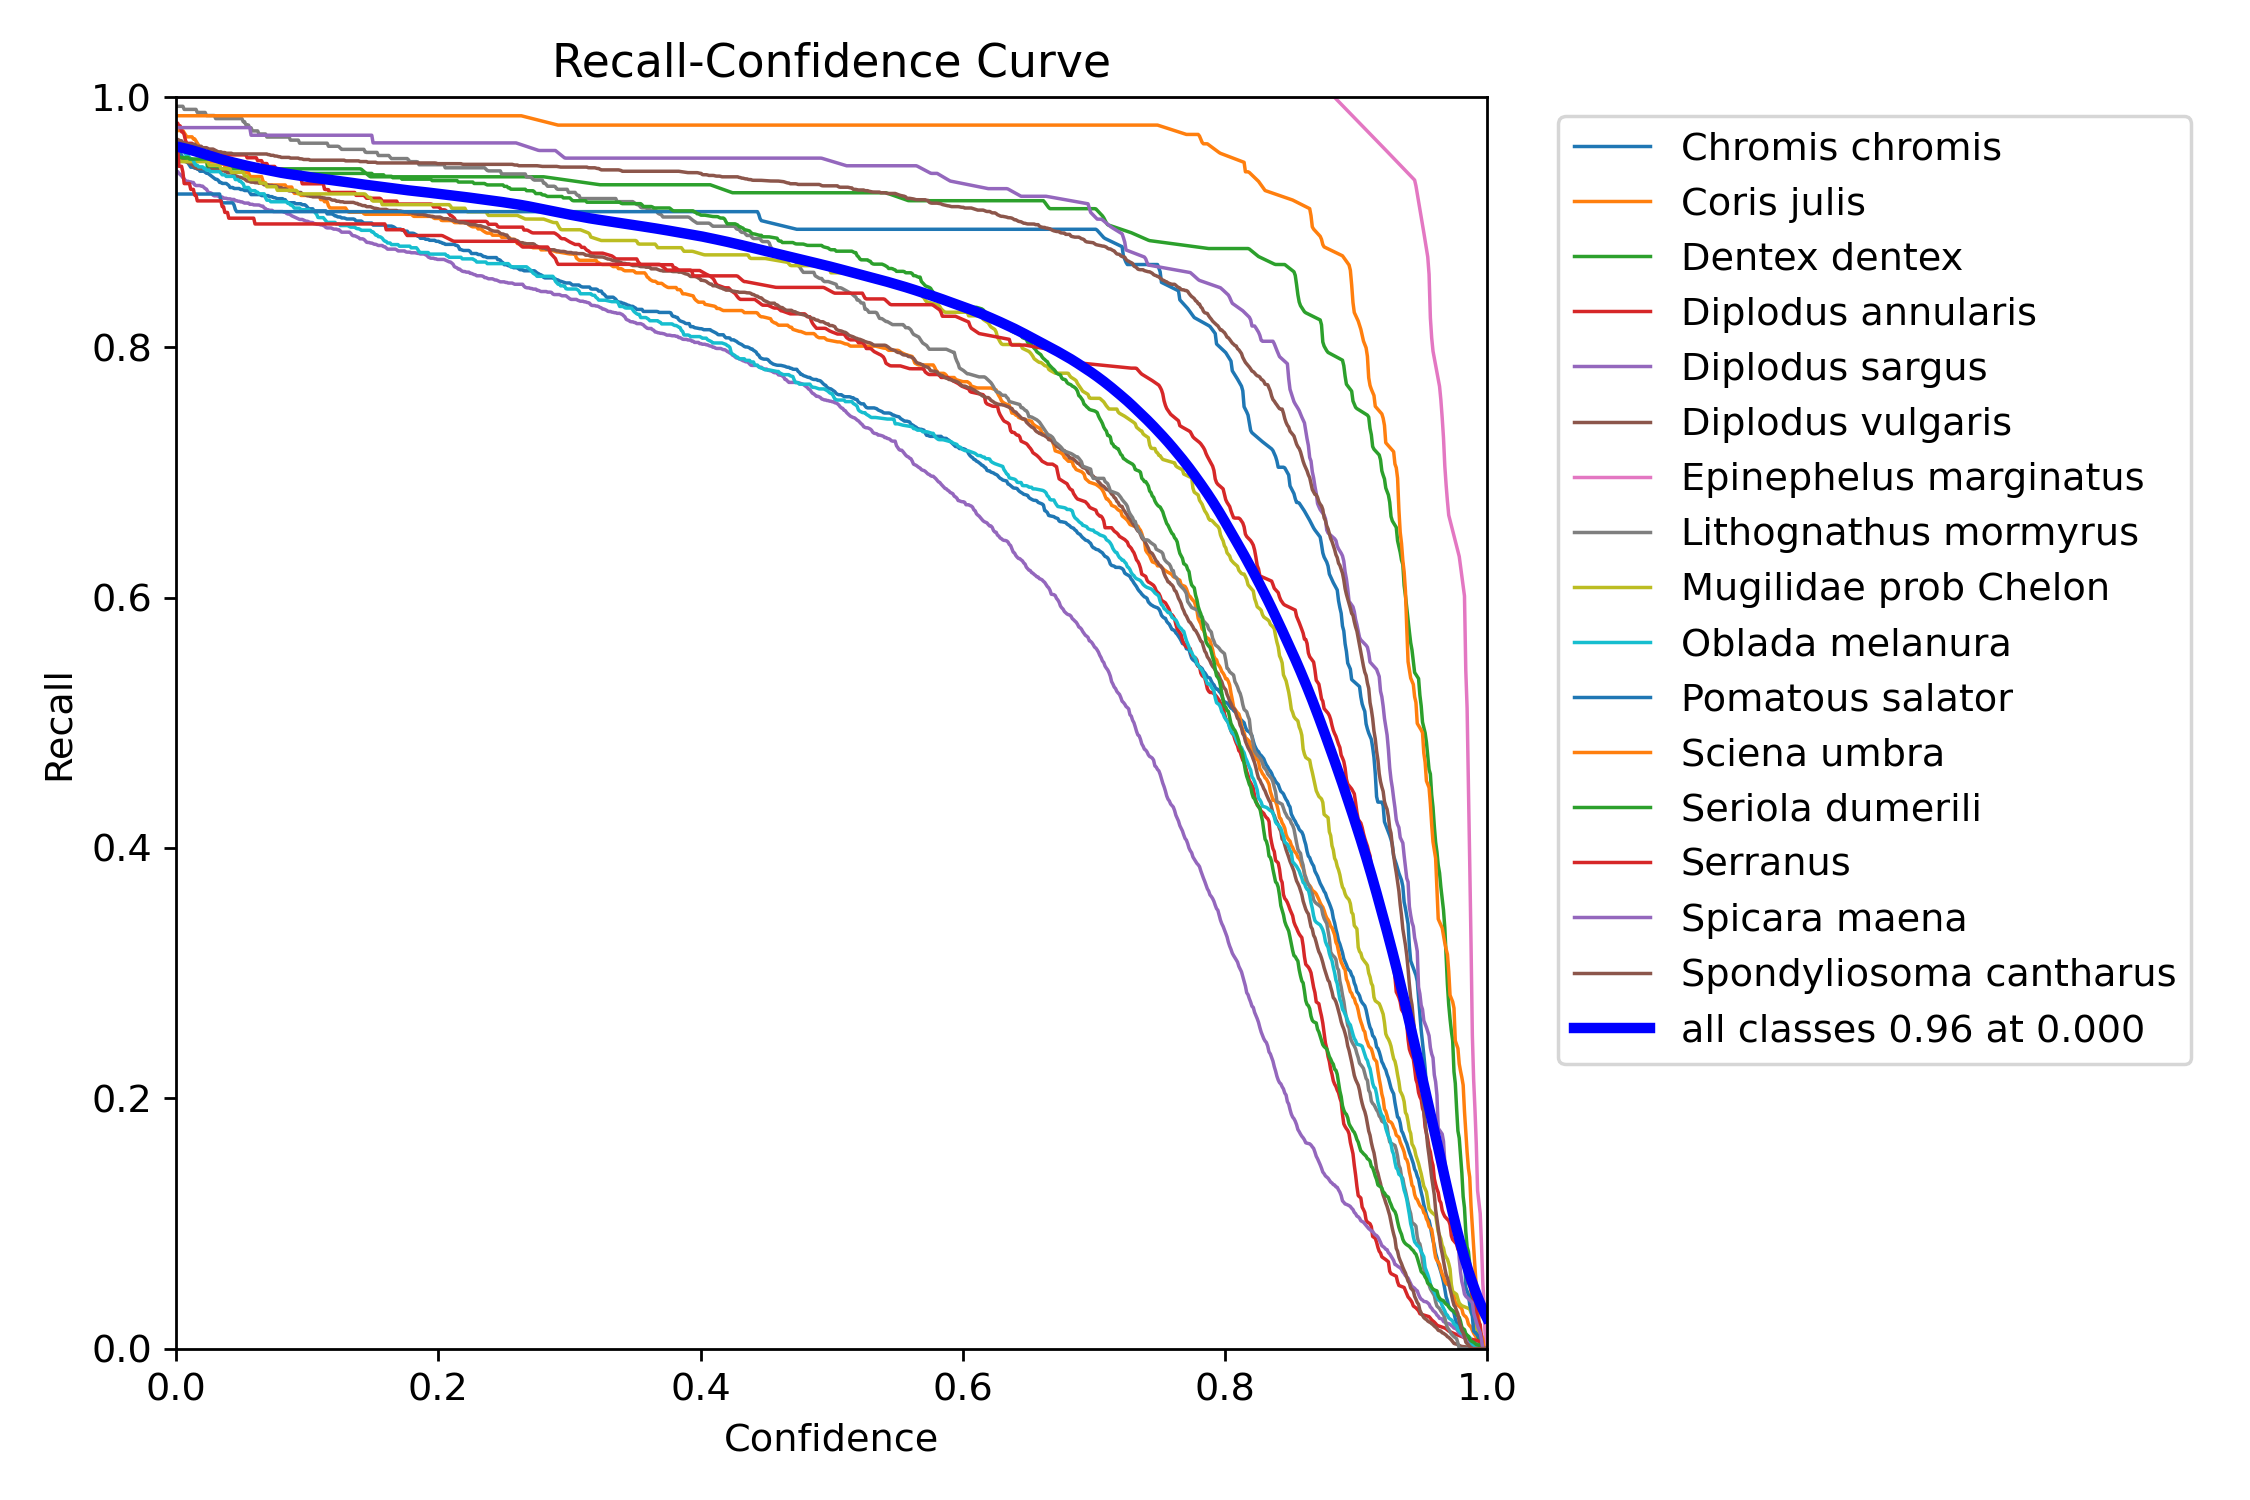 Recall-Confidence Curve
1.0
0.8
0.6
0.4
0.2
0.0
Recall
0.0 0.2 0.4 0.6 0.8 1.0
Confidence
Chromis chromis
Coris julis
Dentex dentex
Diplodus annularis
Diplodus sargus
Diplodus vulgaris
Epinephelus marginatus
Lithognathus mormyrus
Mugilidae prob Chelon
Oblada melanura
Pomatous salator
Sciena umbra
Seriola dumerili
Serranus
Spicara maena
Spondyliosoma cantharus
all classes 0.96 at 0.000